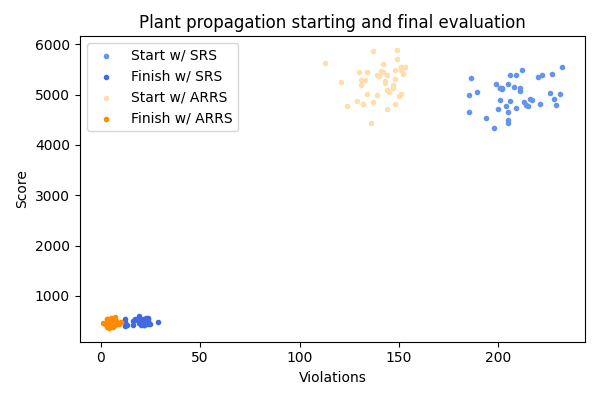 Plant propagation starting and final evaluation
Start w/ SRS
Finish w/ SRS
Start w/ ARRS
Finish w/ ARRS
Score
6000
5000
4000
3000
2000
1000
0
50
100
150
200
Violations